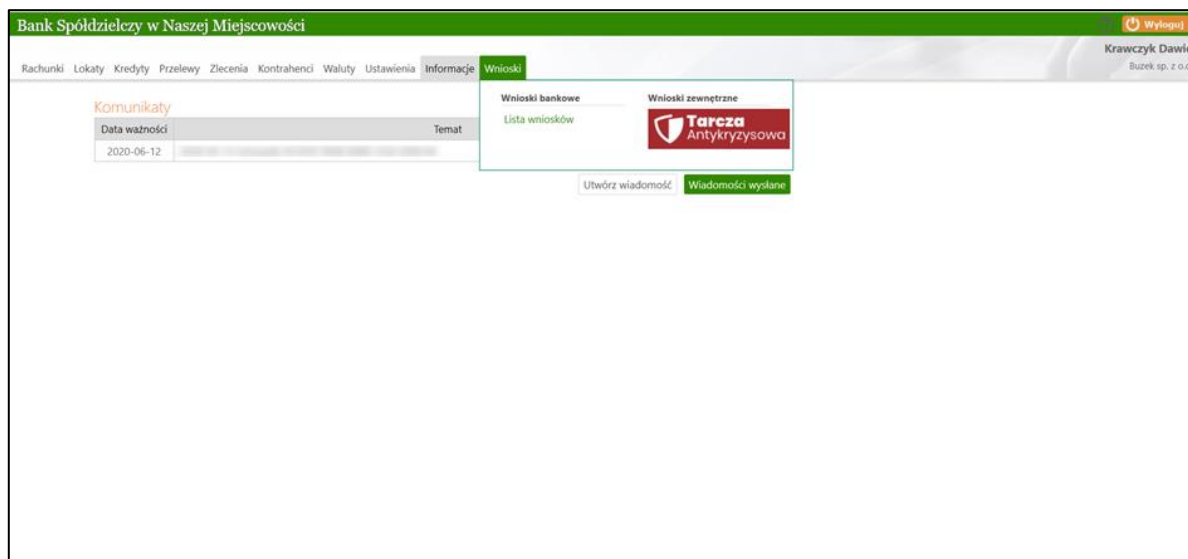 Bank Spółdzielczy w Naszej Miejscowości
Wyloguj
Krawczyk Dawid
Buzek sp. z o.o
Rachunki Lokaty Kredyty Przelewy Zlecenia Kontrahenci Waluty Ustawienia Informacje Wnioski
Wnioski bankowe
Lista wniosków
Wnioski zewnętrzne
Tarcza
Antykryzysowa
Komunikaty
Data ważności Temat
2020-06-12
Utwórz wiadomość Wiadomości wysłane